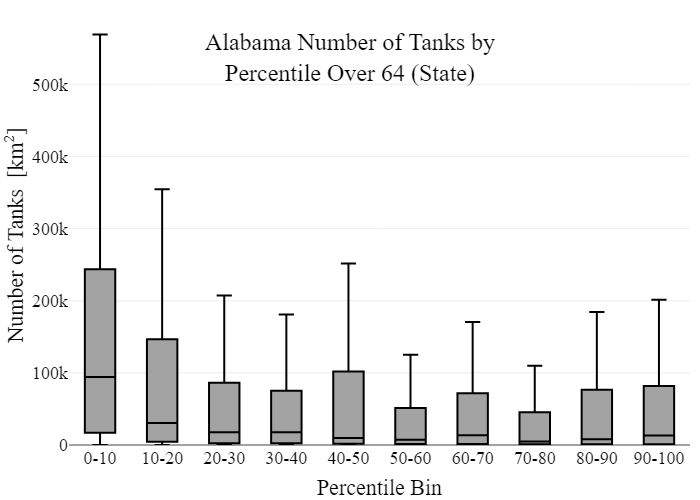 Alabama Number of Tanks by
Percentile Over 64 (State)
Number of Tanks [km²]
500k
400k
300k
200k
100k
0
0-10 10-20 20-30 30-40 40-50 50-60 60-70 70-80 80-90 90-100
Percentile Bin